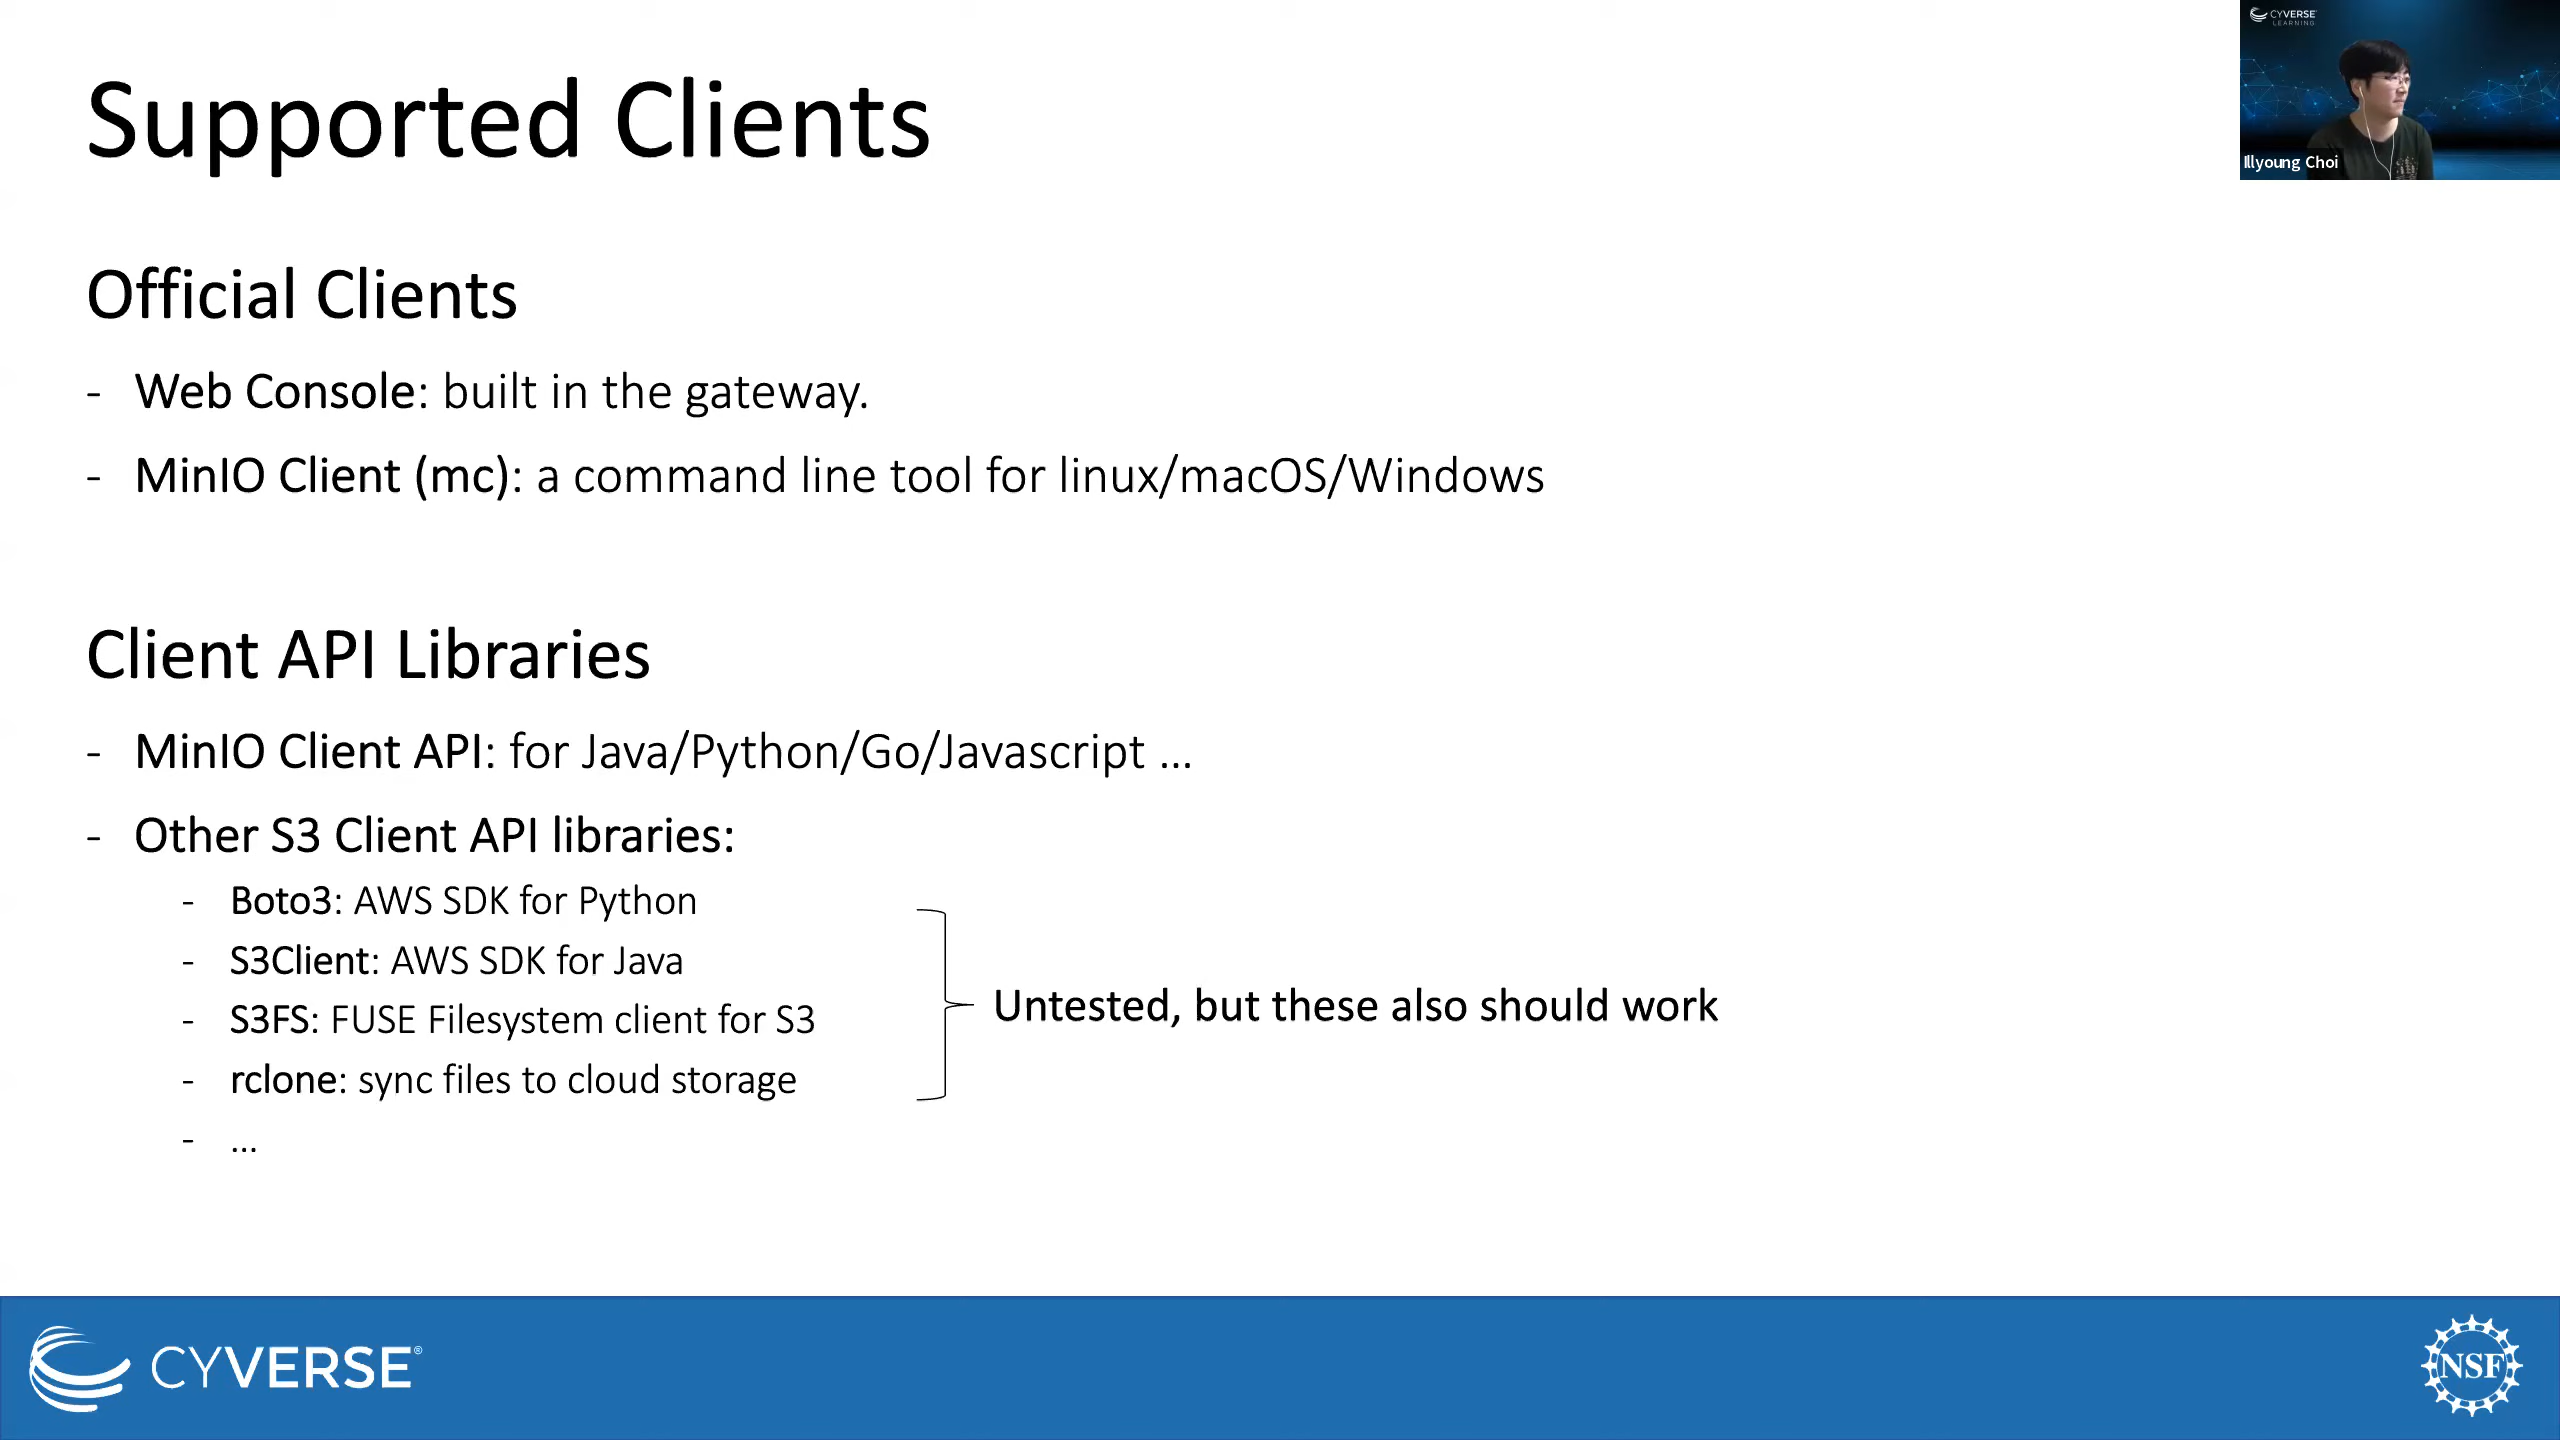 Supported Clients
CYVERSE
LEARNING
Illyoung Choi
Official Clients
- Web Console: built in the gateway.
- MinIO Client (mc): a command line tool for linux/macOS/Windows
Client API Libraries
- MinIO Client API: for Java/Python/Go/Javascript ...
- Other S3 Client API libraries:
- Boto3: AWS SDK for Python
- S3Client: AWS SDK for Java
- S3FS: FUSE Filesystem client for S3
- rclone: sync files to cloud storage
- ...
Untested, but these also should work
CYVERSE®
NSF